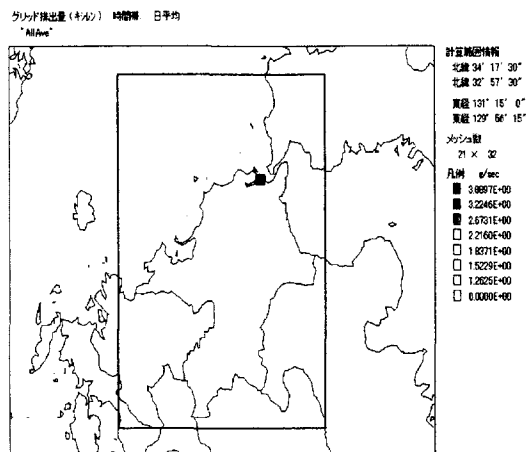 グリッド排出量(キシレン) 時間帯 日平均
"AllAve"
計算範囲情報
北緯 34° 17' 30"
北緯 32° 57' 30"
東経 131° 15' 0"
東経 129° 56' 15"
メッシュ数
21 × 32
凡例 g/sec
3.8897E+00
3.2246E+00
2.6731E+00
2.2160E+00
1.8371E+00
1.5229E+00
1.2625E+00
0.0000E+00